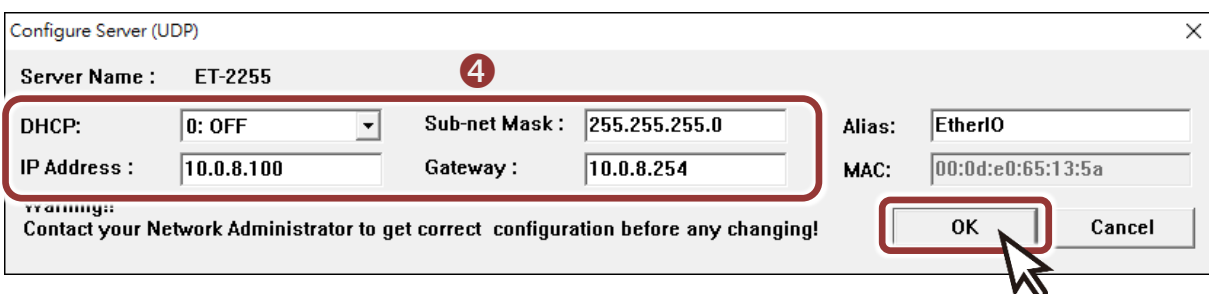 Configure Server (UDP)
Server Name : ET-2255
4
DHCP: 0: OFF Sub-net Mask : 255.255.255.0 Alias: EtherIO
IP Address : 10.0.8.100 Gateway : 10.0.8.254 MAC: 00:0d:e0:65:13:5a
Warning!!
Contact your Network Administrator to get correct configuration before any changing!
OK Cancel